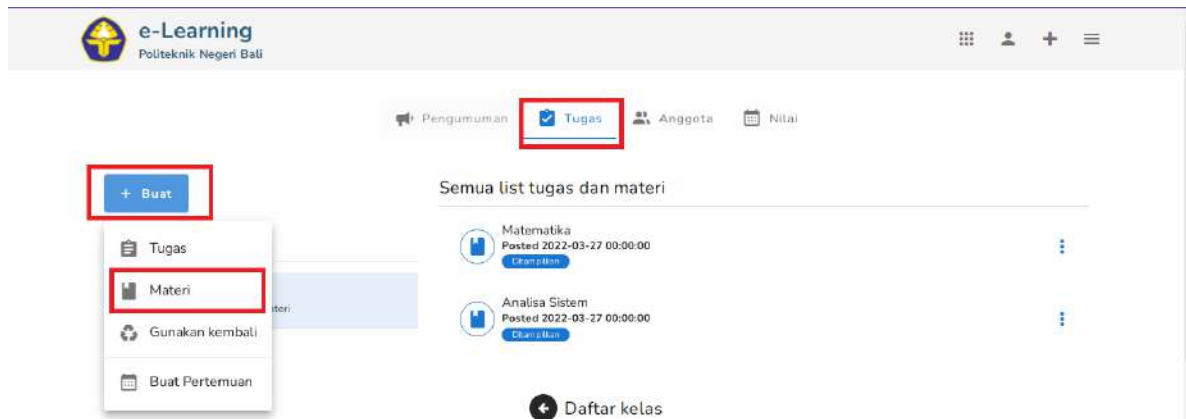 e-Learning
Politeknik Negeri Bali
Pengumuman
Tugas
Anggota
Nilai
+ Buat
Tugas
Materi
Gunakan kembali
Buat Pertemuan
Semua list tugas dan materi
Matematika
Posted 2022-03-27 00:00:00
Ditampilkan
Analisa Sistem
Posted 2022-03-27 00:00:00
Ditampilkan
Daftar kelas